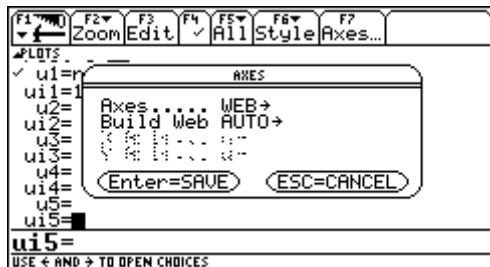 F1 F2 F3 F4 F5 F6 F7
Zoom Edit ✓ All Style Axes...
PLOTS
✓ u1=
ui1=1
u2=
ui2=
u3=
ui3=
u4=
ui4=
u5=
ui5=
AXES
Axes..... WEB→
Build Web AUTO→
Enter=SAVE
ESC=CANCEL
ui5=
USE ← AND → TO OPEN CHOICES